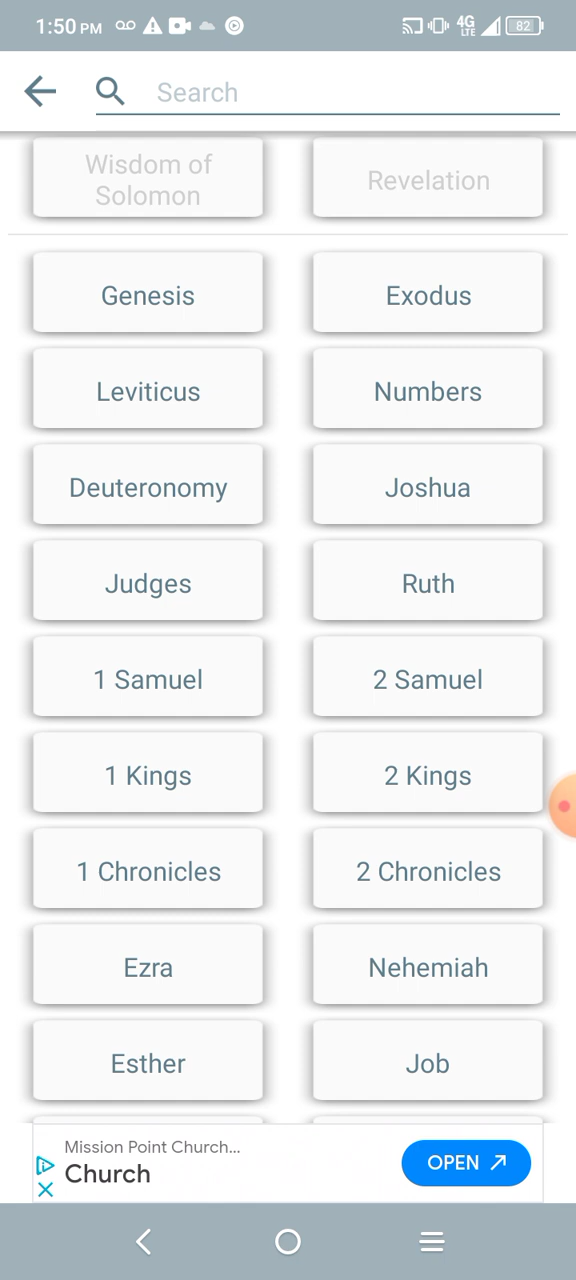 1:50 PM
4G
LTE
82
Search
Wisdom of
Solomon
Revelation
Genesis
Exodus
Leviticus
Numbers
Deuteronomy
Joshua
Judges
Ruth
1 Samuel
2 Samuel
1 Kings
2 Kings
1 Chronicles
2 Chronicles
Ezra
Nehemiah
Esther
Job
Mission Point Church...
Church
OPEN